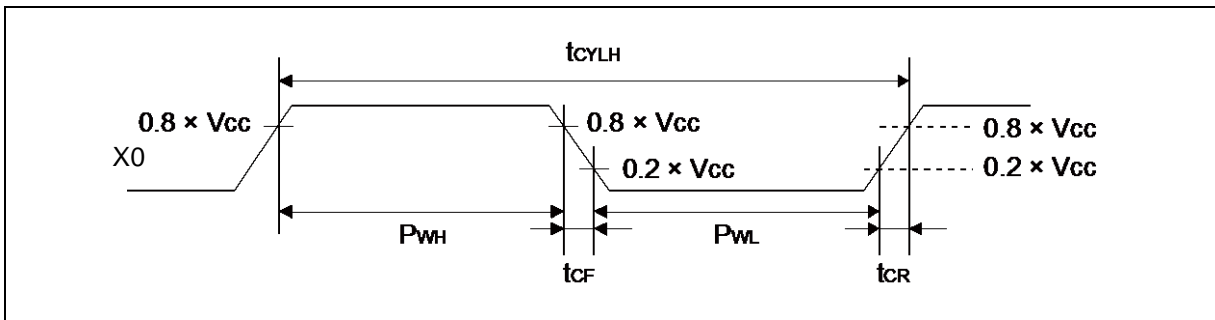 tCYLH
0.8 × VCC
0.8 × VCC
0.8 × VCC
X0
0.2 × VCC
0.2 × VCC
PWH
PWL
tCF
tCR